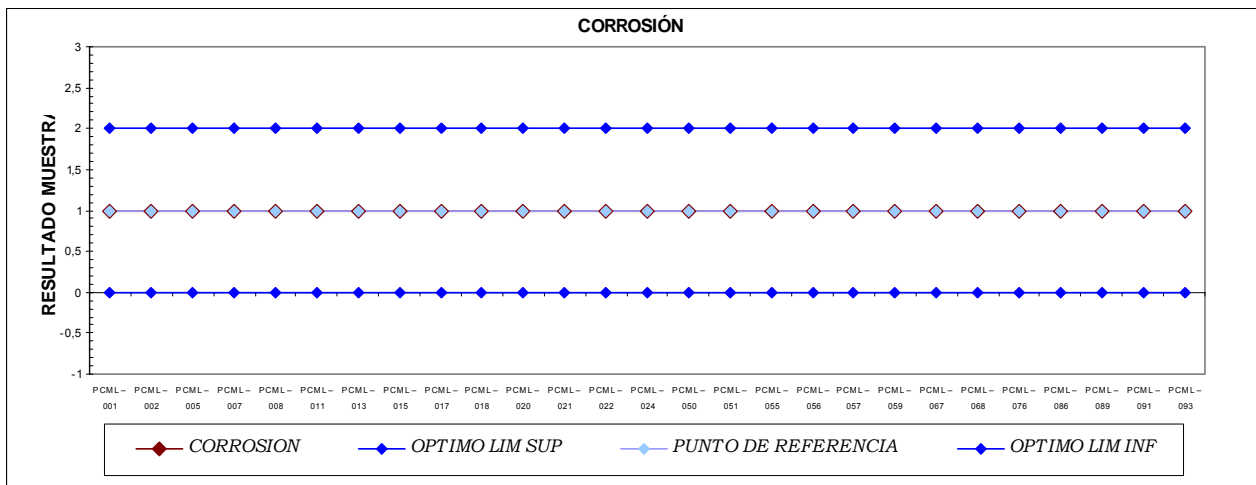 CORROSIÓN
RESULTADO MUESTRA
3
2,5
2
1,5
1
0,5
0
-0,5
-1
PCML– PCML– PCML– PCML– PCML– PCML– PCML– PCML– PCML– PCML– PCML– PCML– PCML– PCML– PCML– PCML– PCML– PCML– PCML– PCML– PCML– PCML– PCML– PCML– PCML– PCML– PCML–
001 002 005 007 008 011 013 015 017 018 020 021 022 024 050 051 055 056 057 059 067 068 076 086 089 091 093
CORROSION OPTIMO LIM SUP PUNTO DE REFERENCIA OPTIMO LIM INF